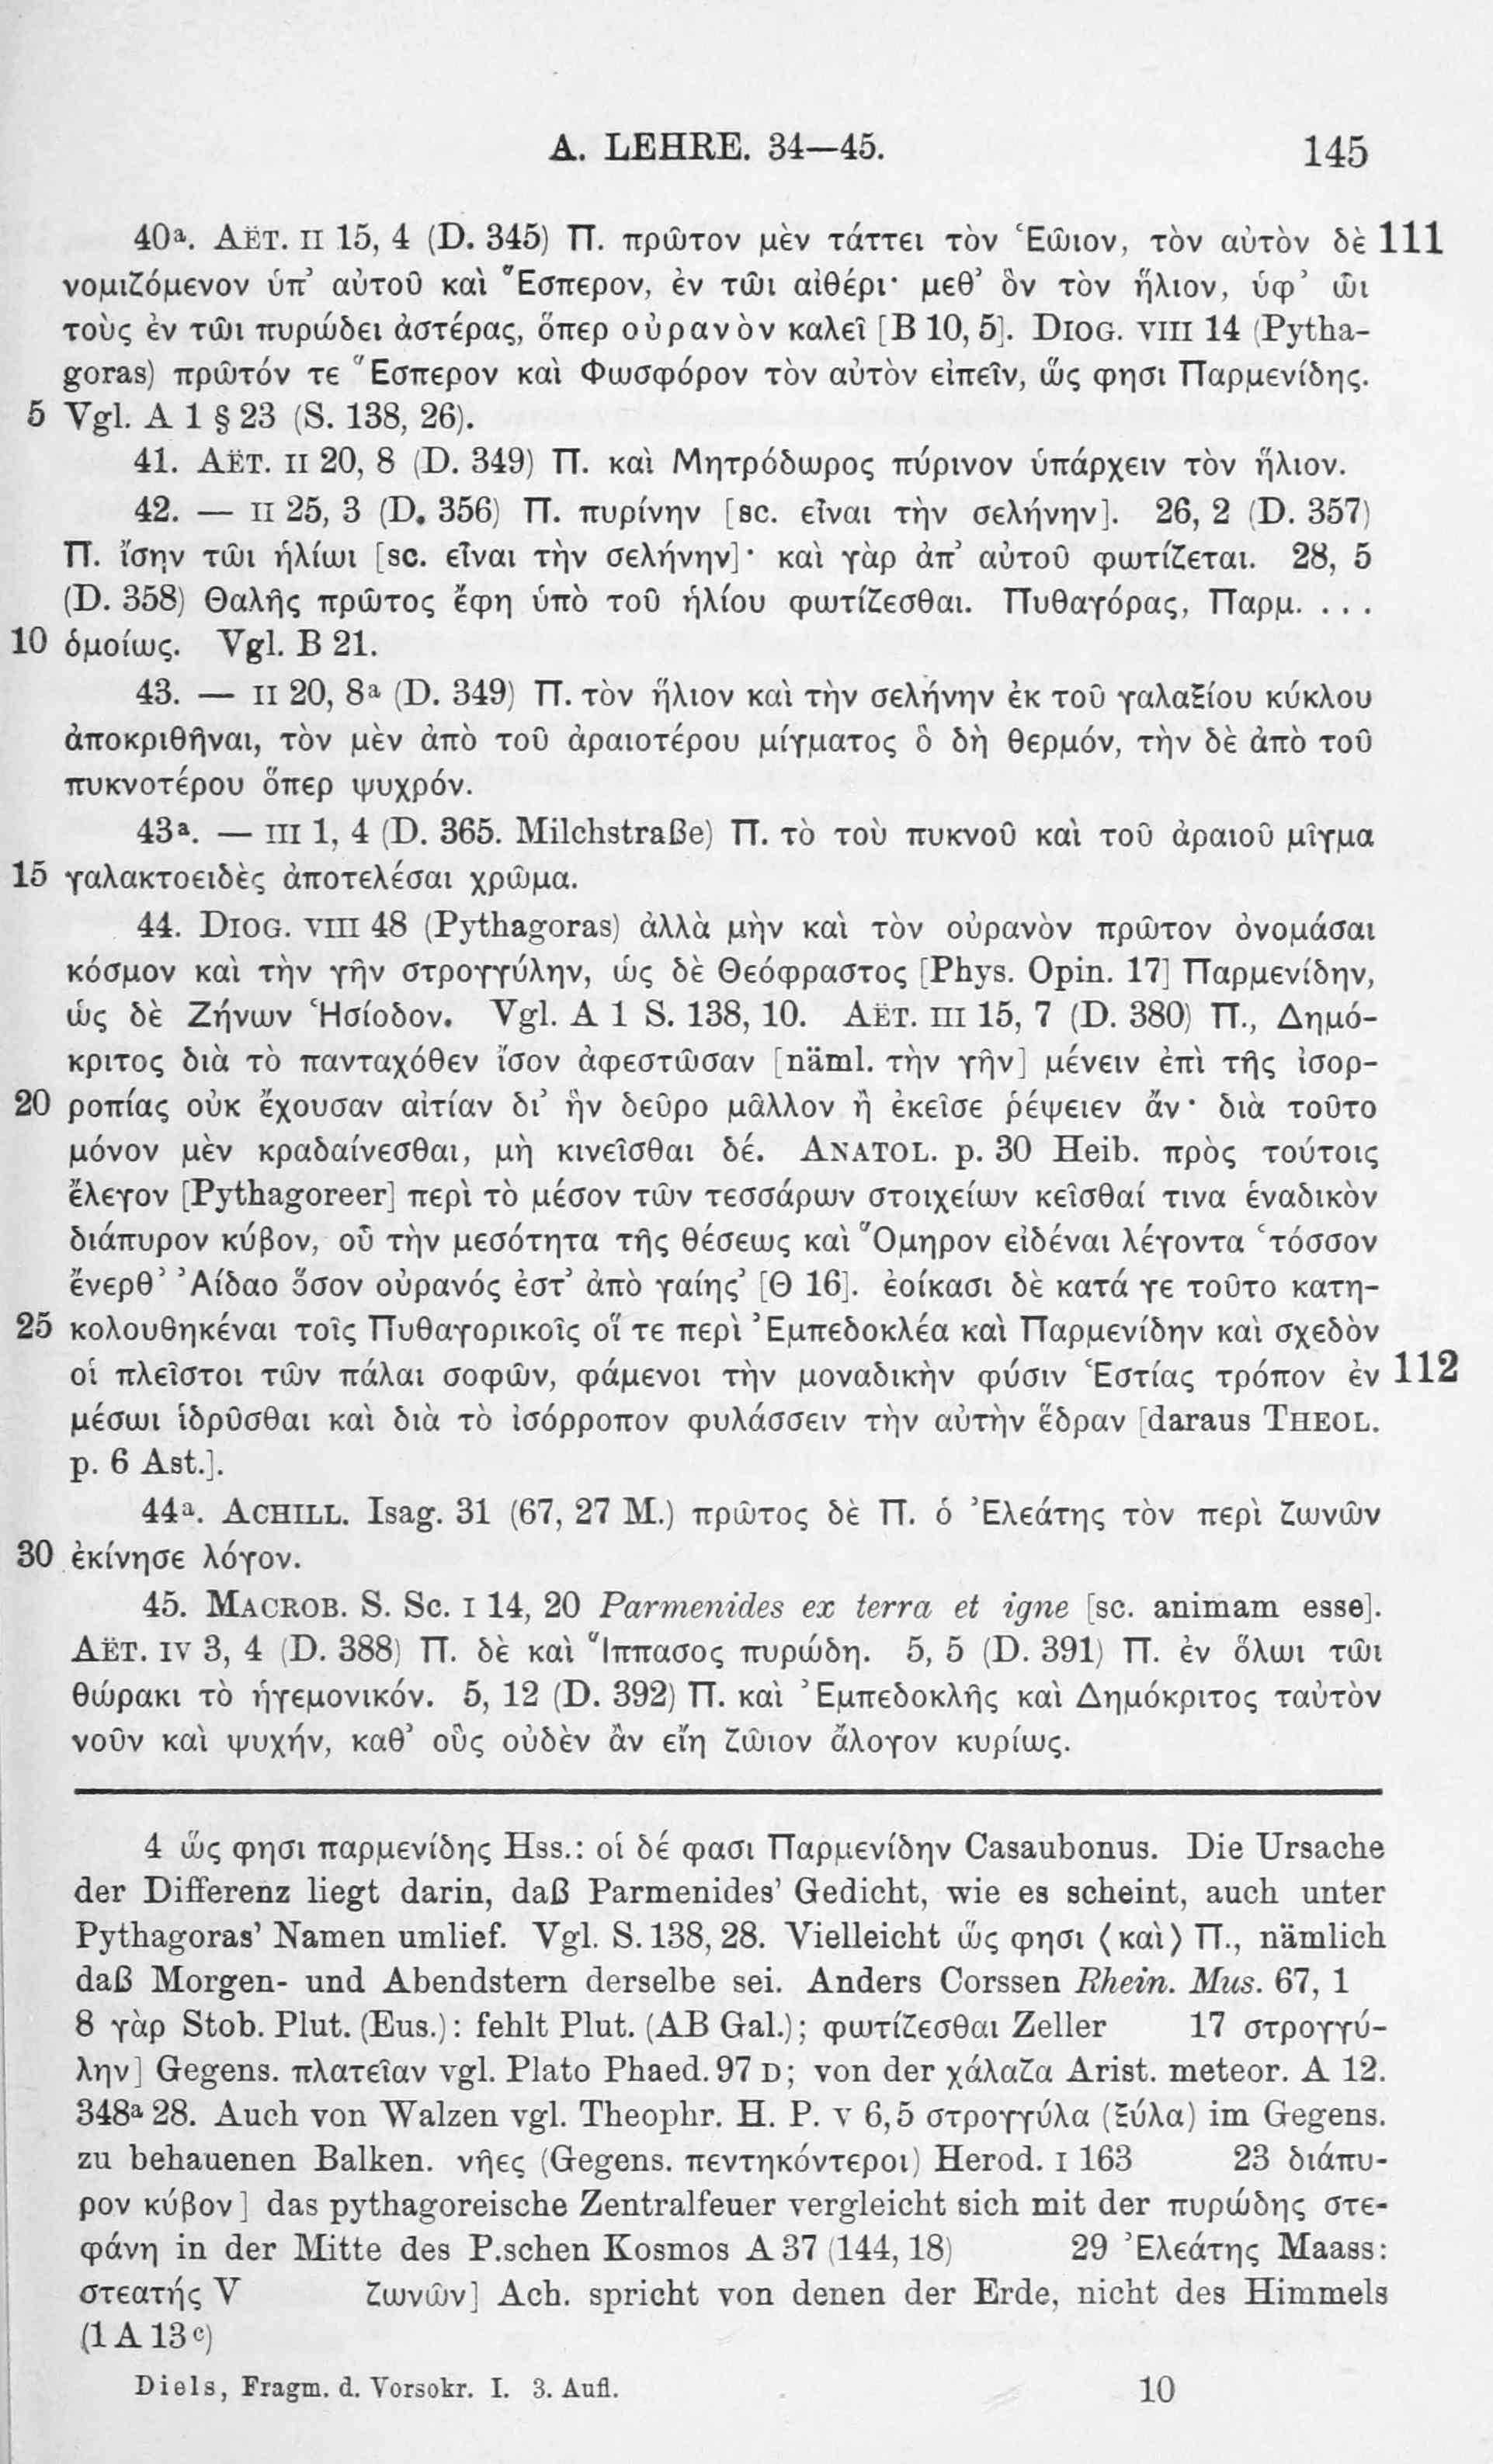 A. LEHRE. 34—45. 145
40ª. AËT. II 15, 4 (D. 345) Π. πρῶτον μὲν τάττει τὸν Ἑῶιον, τὸν αὐτὸν δὲ 111
νομιζόμενον ὑπ' αὐτοῦ καὶ Ἕσπερον, ἐν τῶι αἰθέρι· μεθ' ὃν τὸν ἥλιον, ὑφ' ὧι
τοὺς ἐν τῶι πυρώδει ἀστέρας, ὅπερ οὐρανὸν καλεῖ [B 10, 5]. DIOG. VIII 14 (Pytha-
goras) πρῶτόν τε Ἕσπερον καὶ Φωσφόρον τὸν αὐτὸν εἰπεῖν, ὥς φησι Παρμενίδης.
5 Vgl. A 1 § 23 (S. 138, 26).
41. AËT. II 20, 8 (D. 349) Π. καὶ Μητρόδωρος πύρινον ὑπάρχειν τὸν ἥλιον.
42. — II 25, 3 (D. 356) Π. πυρίνην [sc. εἶναι τὴν σελήνην]. 26, 2 (D. 357)
Π. ἴσην τῶι ἡλίωι [sc. εἶναι τὴν σελήνην]· καὶ γὰρ ἀπ' αὐτοῦ φωτίζεται. 28, 5
(D. 358) Θαλῆς πρῶτος ἔφη ὑπὸ τοῦ ἡλίου φωτίζεσθαι. Πυθαγόρας, Παρμ. . . .
10 ὁμοίως. Vgl. B 21.
43. — II 20, 8ª (D. 349) Π. τὸν ἥλιον καὶ τὴν σελήνην ἐκ τοῦ γαλαξίου κύκλου
ἀποκριθῆναι, τὸν μὲν ἀπὸ τοῦ ἀραιοτέρου μίγματος ὃ δὴ θερμόν, τὴν δὲ ἀπὸ τοῦ
πυκνοτέρου ὅπερ ψυχρόν.
43ª. — III 1, 4 (D. 365. Milchstraße) Π. τὸ τοὺ πυκνοῦ καὶ τοῦ ἀραιοῦ μῖγμα
15 γαλακτοειδὲς ἀποτελέσαι χρῶμα.
44. DIOG. VIII 48 (Pythagoras) ἀλλὰ μὴν καὶ τὸν οὐρανὸν πρῶτον ὀνομάσαι
κόσμον καὶ τὴν γῆν στρογγύλην, ὡς δὲ Θεόφραστος [Phys. Opin. 17] Παρμενίδην,
ὡς δὲ Ζήνων Ἡσίοδον. Vgl. A 1 S. 138, 10. AËT. III 15, 7 (D. 380) Π., Δημό-
κριτος διὰ τὸ πανταχόθεν ἴσον ἀφεστῶσαν [näml. τὴν γῆν] μένειν ἐπὶ τῆς ἰσορ-
20 ροπίας οὐκ ἔχουσαν αἰτίαν δι' ἣν δεῦρο μᾶλλον ἢ ἐκεῖσε ῥέψειεν ἄν· διὰ τοῦτο
μόνον μὲν κραδαίνεσθαι, μὴ κινεῖσθαι δέ. ANATOL. p. 30 Heib. πρὸς τούτοις
ἔλεγον [Pythagoreer] περὶ τὸ μέσον τῶν τεσσάρων στοιχείων κεῖσθαί τινα ἑναδικὸν
διάπυρον κύβον, οὗ τὴν μεσότητα τῆς θέσεως καὶ Ὅμηρον εἰδέναι λέγοντα 'τόσσον
ἔνερθ' Ἀίδαο ὅσον οὐρανός ἐστ' ἀπὸ γαίης' [Θ 16]. ἐοίκασι δὲ κατά γε τοῦτο κατη-
25 κολουθηκέναι τοῖς Πυθαγορικοῖς οἵ τε περὶ Ἐμπεδοκλέα καὶ Παρμενίδην καὶ σχεδὸν
οἱ πλεῖστοι τῶν πάλαι σοφῶν, φάμενοι τὴν μοναδικὴν φύσιν Ἑστίας τρόπον ἐν 112
μέσωι ἱδρῦσθαι καὶ διὰ τὸ ἰσόρροπον φυλάσσειν τὴν αὐτὴν ἕδραν [daraus THEOL.
p. 6 Ast.].
44ª. ACHILL. Isag. 31 (67, 27 M.) πρῶτος δὲ Π. ὁ Ἐλεάτης τὸν περὶ ζωνῶν
30 ἐκίνησε λόγον.
45. MACROB. S. Sc. I 14, 20 Parmenides ex terra et igne [sc. animam esse].
AËT. IV 3, 4 (D. 388) Π. δὲ καὶ Ἵππασος πυρώδη. 5, 5 (D. 391) Π. ἐν ὅλωι τῶι
θώρακι τὸ ἡγεμονικόν. 5, 12 (D. 392) Π. καὶ Ἐμπεδοκλῆς καὶ Δημόκριτος ταὐτὸν
νοῦν καὶ ψυχήν, καθ' οὓς οὐδὲν ἂν εἴη ζῶιον ἄλογον κυρίως.
4 ὥς φησι παρμενίδης Hss.: οἱ δέ φασι Παρμενίδην Casaubonus. Die Ursache
der Differenz liegt darin, daß Parmenides' Gedicht, wie es scheint, auch unter
Pythagoras' Namen umlief. Vgl. S. 138, 28. Vielleicht ὥς φησι ⟨καὶ⟩ Π., nämlich
daß Morgen- und Abendstern derselbe sei. Anders Corssen Rhein. Mus. 67, 1
8 γὰρ Stob. Plut. (Eus.): fehlt Plut. (AB Gal.); φωτίζεσθαι Zeller 17 στρογγύ-
λην] Gegens. πλατεῖαν vgl. Plato Phaed. 97 D; von der χάλαζα Arist. meteor. A 12.
348ª 28. Auch von Walzen vgl. Theophr. H. P. V 6,5 στρογγύλα (ξύλα) im Gegens.
zu behauenen Balken. νῆες (Gegens. πεντηκόντεροι) Herod. I 163 23 διάπυ-
ρον κύβον] das pythagoreische Zentralfeuer vergleicht sich mit der πυρώδης στε-
φάνη in der Mitte des P.schen Kosmos A 37 (144, 18) 29 Ἐλεάτης Maass:
στεατής V ζωνῶν] Ach. spricht von denen der Erde, nicht des Himmels
(1 A 13 c)
Diels, Fragm. d. Vorsokr. I. 3. Aufl. 10